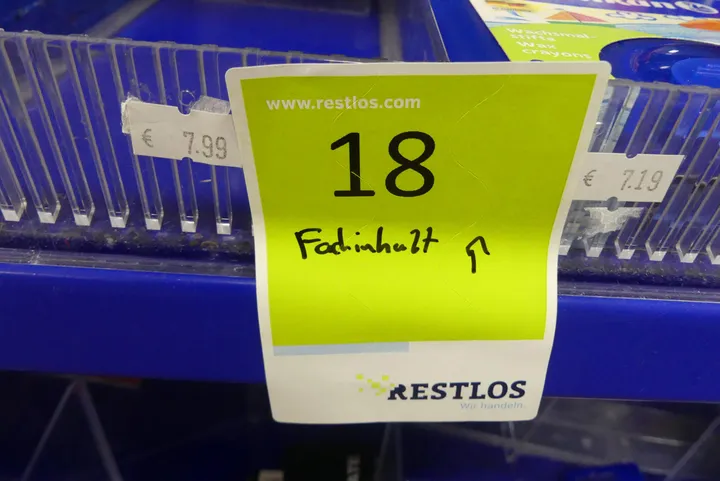 Wachsmal-
stifte
Wax
crayons
www.restlos.com
€ 7.99
18
€ 7.19
Fachinhalt ↑
RESTLOS
Wir handeln.